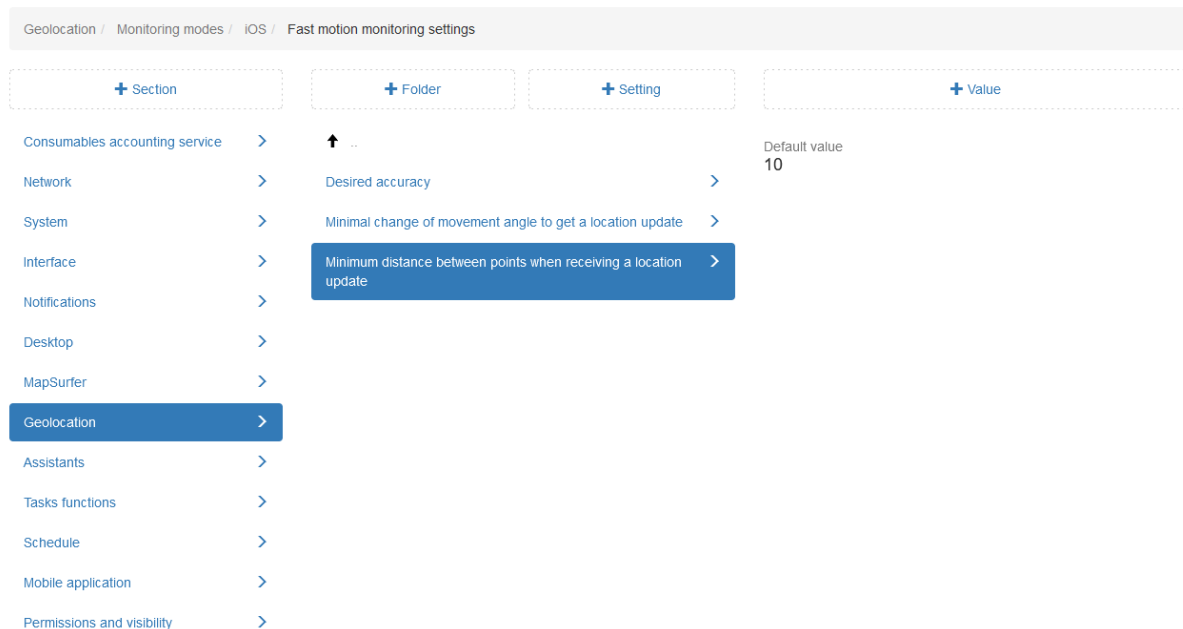 Geolocation / Monitoring modes / iOS / Fast motion monitoring settings
+ Section
+ Folder
+ Setting
+ Value
Consumables accounting service
Network
System
Interface
Notifications
Desktop
MapSurfer
Geolocation
Assistants
Tasks functions
Schedule
Mobile application
Permissions and visibility
..
Desired accuracy
Minimal change of movement angle to get a location update
Minimum distance between points when receiving a location
update
Default value
10